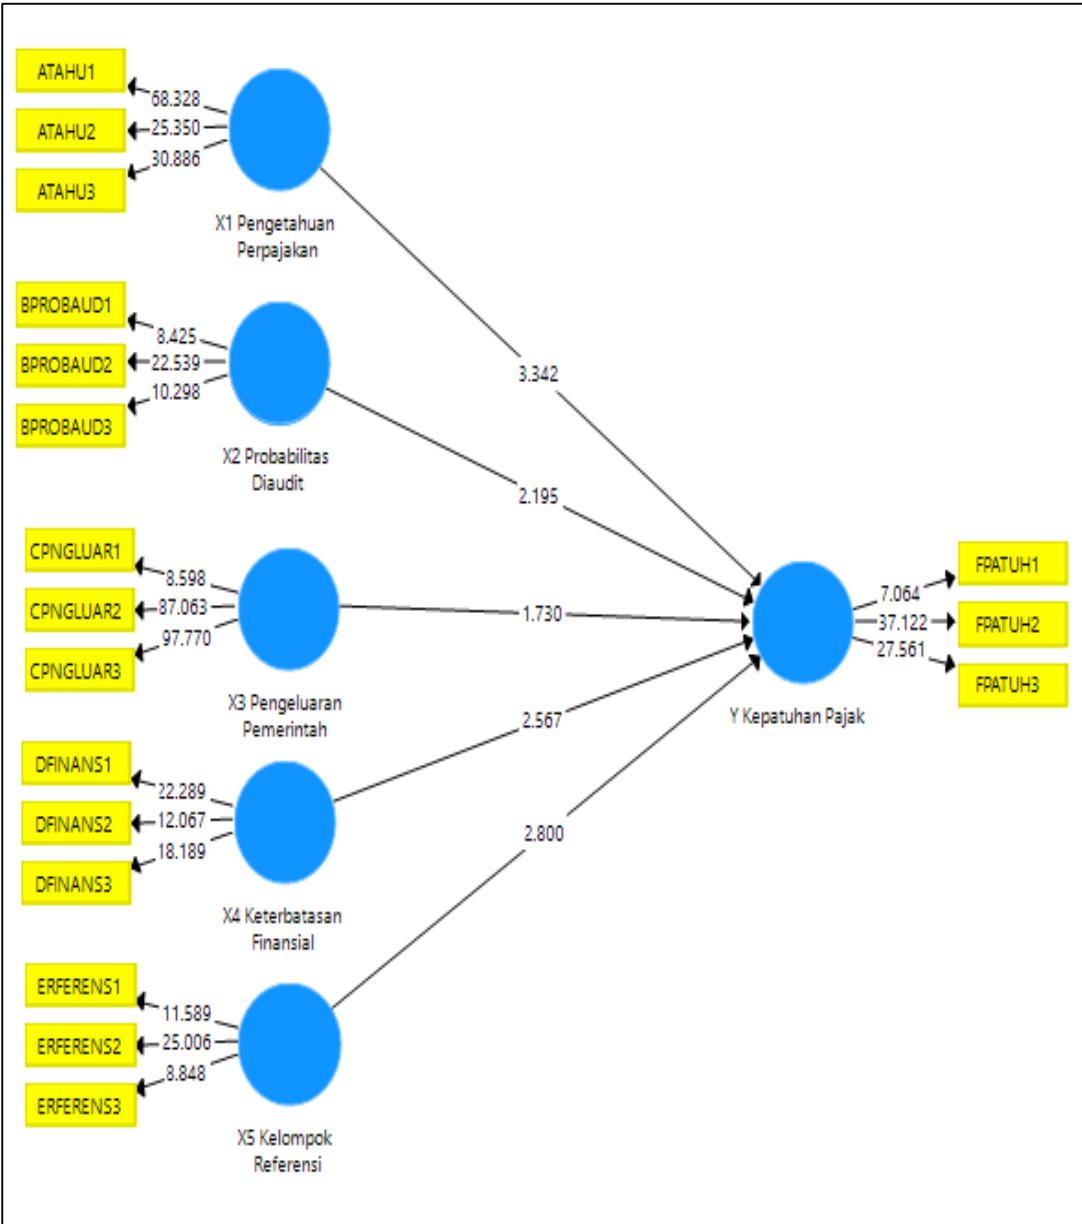 ATAHU1
ATAHU2
ATAHU3
68.328
25.350
30.886
X1 Pengetahuan
Perpajakan
3.342
BPROBAUD1
BPROBAUD2
BPROBAUD3
8.425
22.539
10.298
X2 Probabilitas
Diaudit
2.195
CPNGLUAR1
CPNGLUAR2
CPNGLUAR3
8.598
87.063
97.770
X3 Pengeluaran
Pemerintah
1.730
DFINANS1
DFINANS2
DFINANS3
22.289
12.067
18.189
X4 Keterbatasan
Finansial
2.567
ERFERENS1
ERFERENS2
ERFERENS3
11.589
25.006
8.848
X5 Kelompok
Referensi
2.800
Y Kepatuhan Pajak
7.064
37.122
27.561
FPATUH1
FPATUH2
FPATUH3